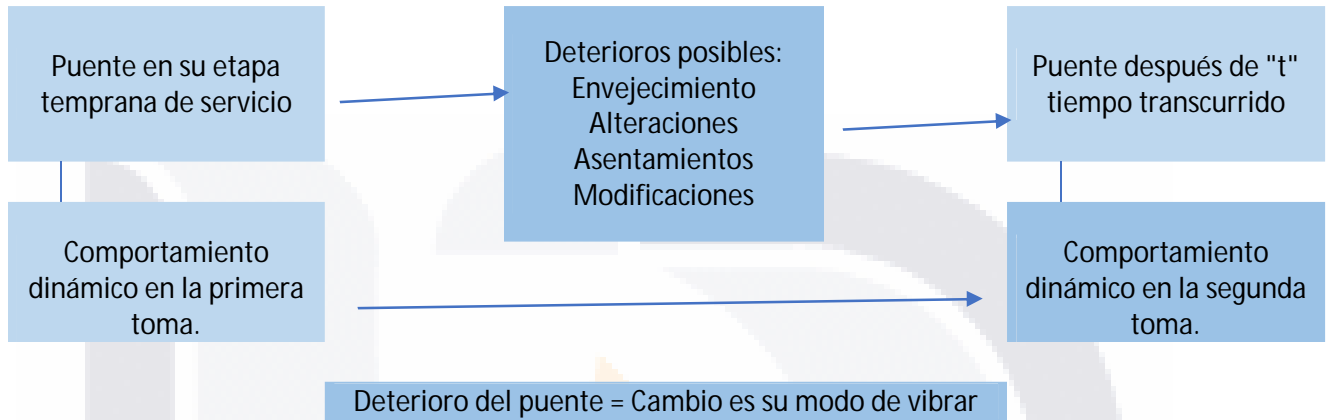 Puente en su etapa
temprana de servicio
Deterioros posibles:
Envejecimiento
Alteraciones
Asentamientos
Modificaciones
Puente después de "t"
tiempo transcurrido
Comportamiento
dinámico en la primera
toma.
Comportamiento
dinámico en la segunda
toma.
Deterioro del puente = Cambio es su modo de vibrar